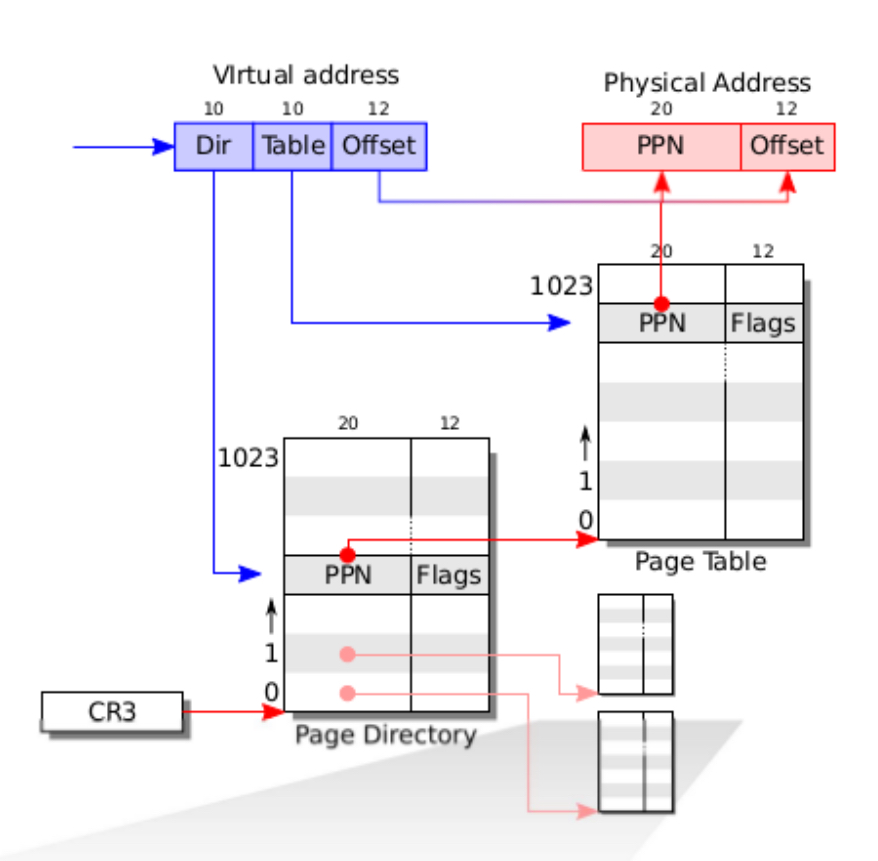 VIrtual address
10 10 12
Dir Table Offset
Physical Address
20 12
PPN Offset
20 12
1023
PPN Flags
1
0
Page Table
20 12
1023
PPN Flags
1
0
Page Directory
CR3